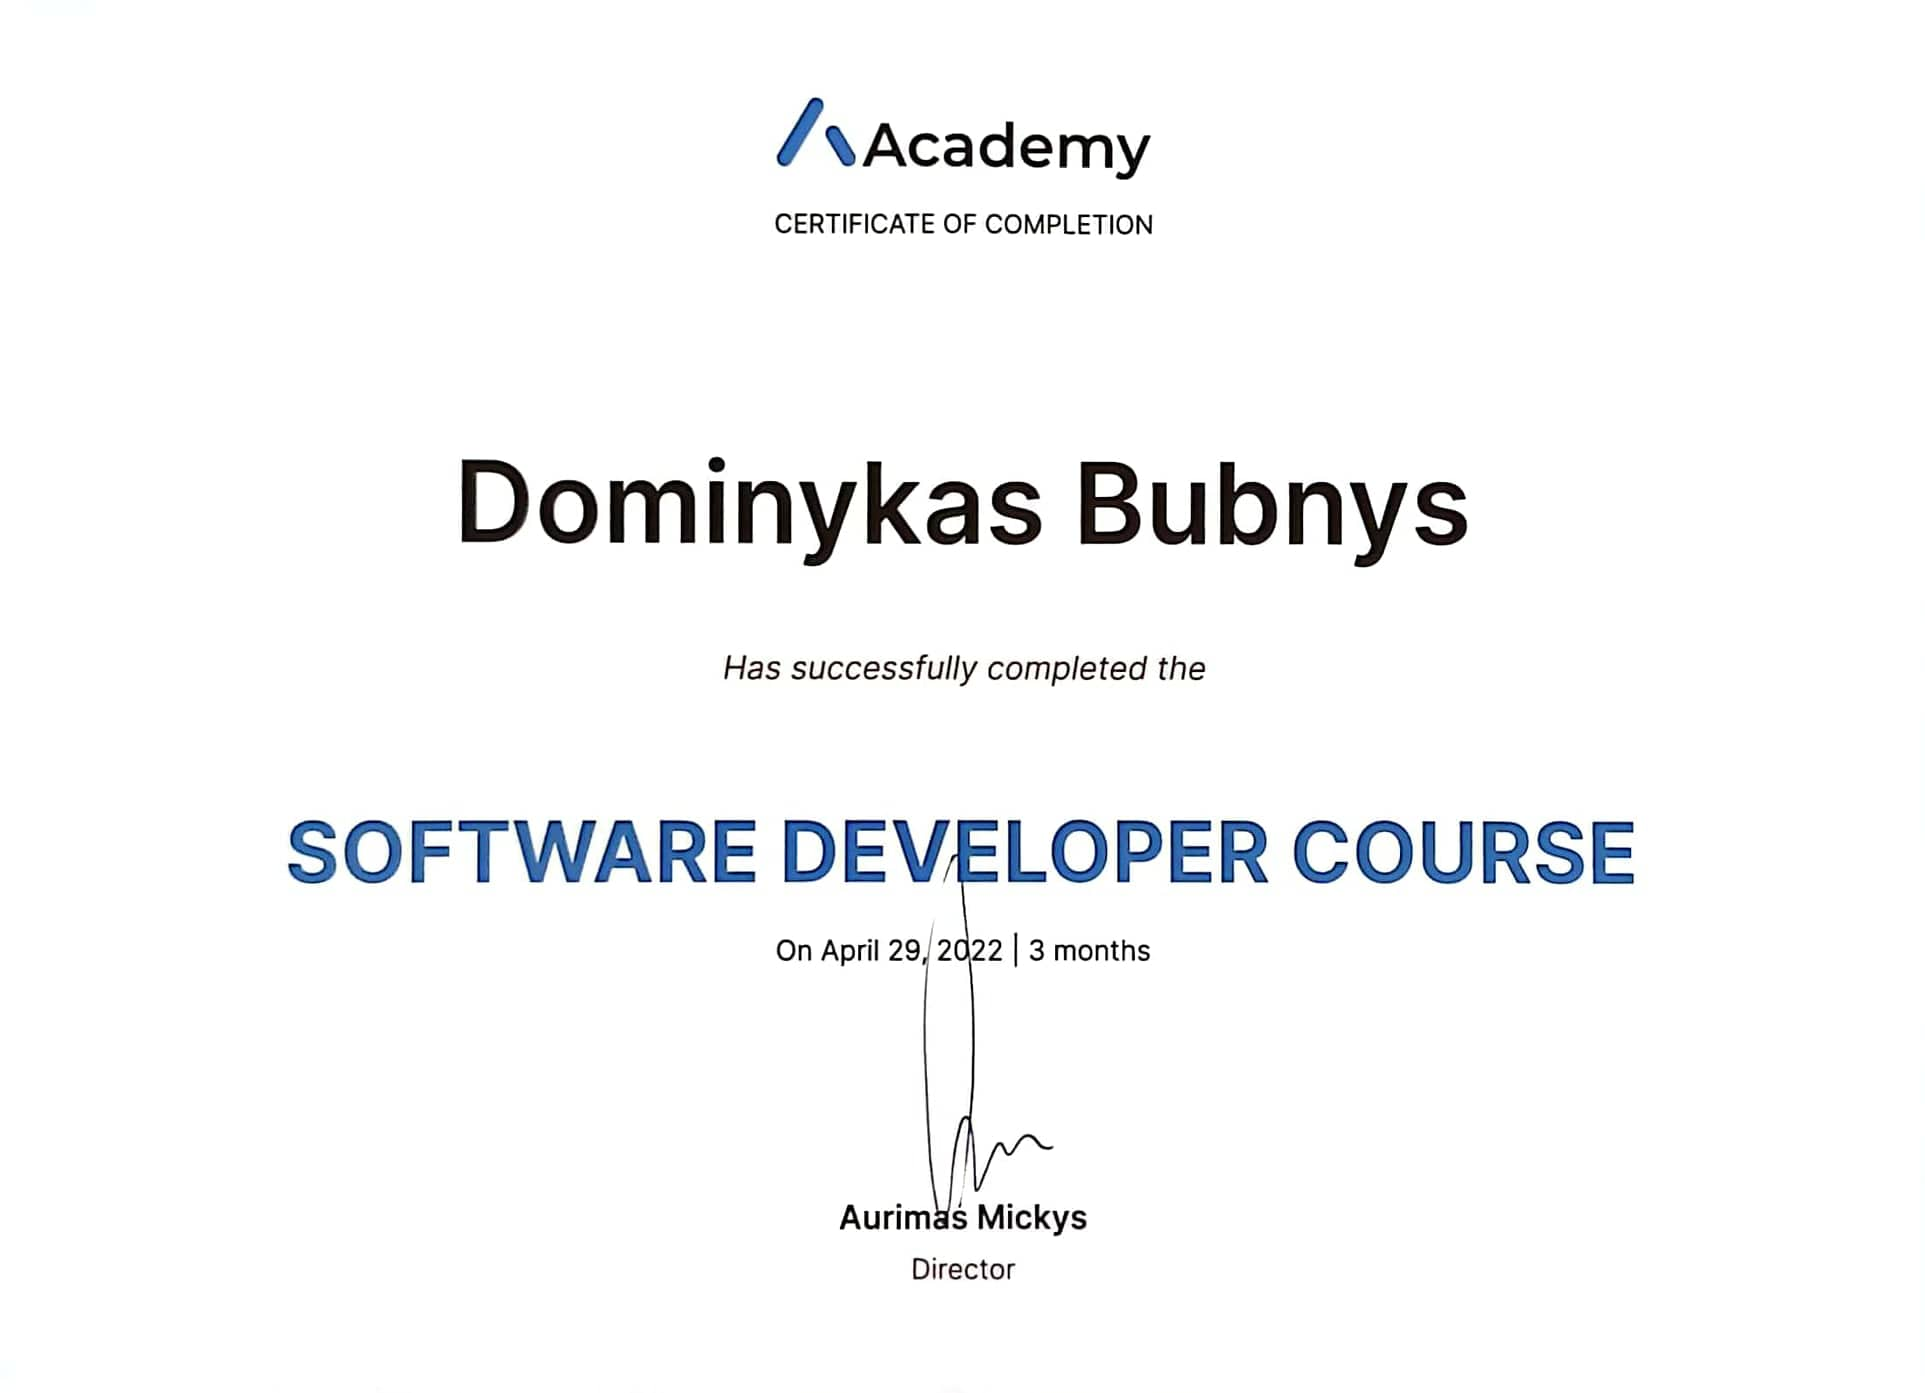 Academy
CERTIFICATE OF COMPLETION
Dominykas Bubnys
Has successfully completed the
SOFTWARE DEVELOPER COURSE
On April 29, 2022 | 3 months
Aurimas Mickys
Director